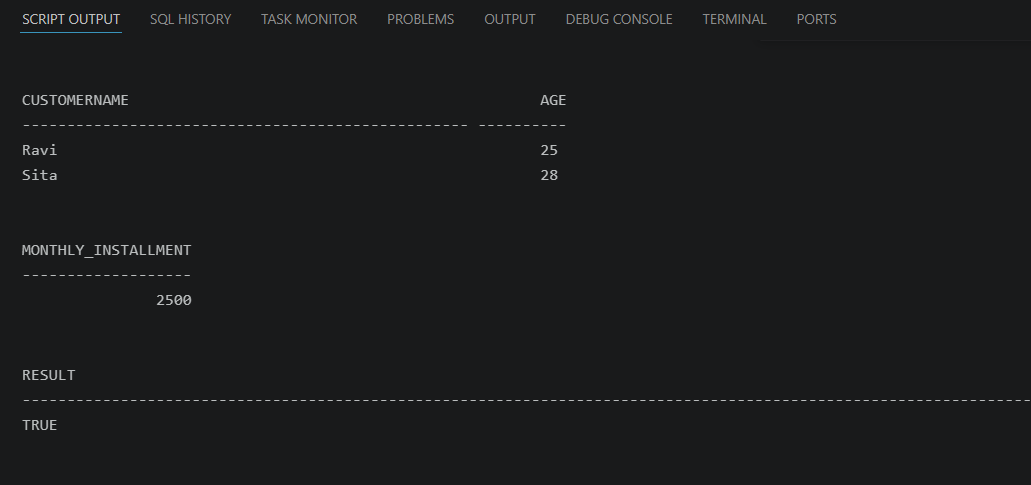 SCRIPT OUTPUT SQL HISTORY TASK MONITOR PROBLEMS OUTPUT DEBUG CONSOLE TERMINAL PORTS
CUSTOMERNAME AGE
-------------------------------------------------- ----------
Ravi 25
Sita 28
MONTHLY_INSTALLMENT
-------------------
2500
RESULT
-----------------------------------------------------------------------------------------------------------------
TRUE